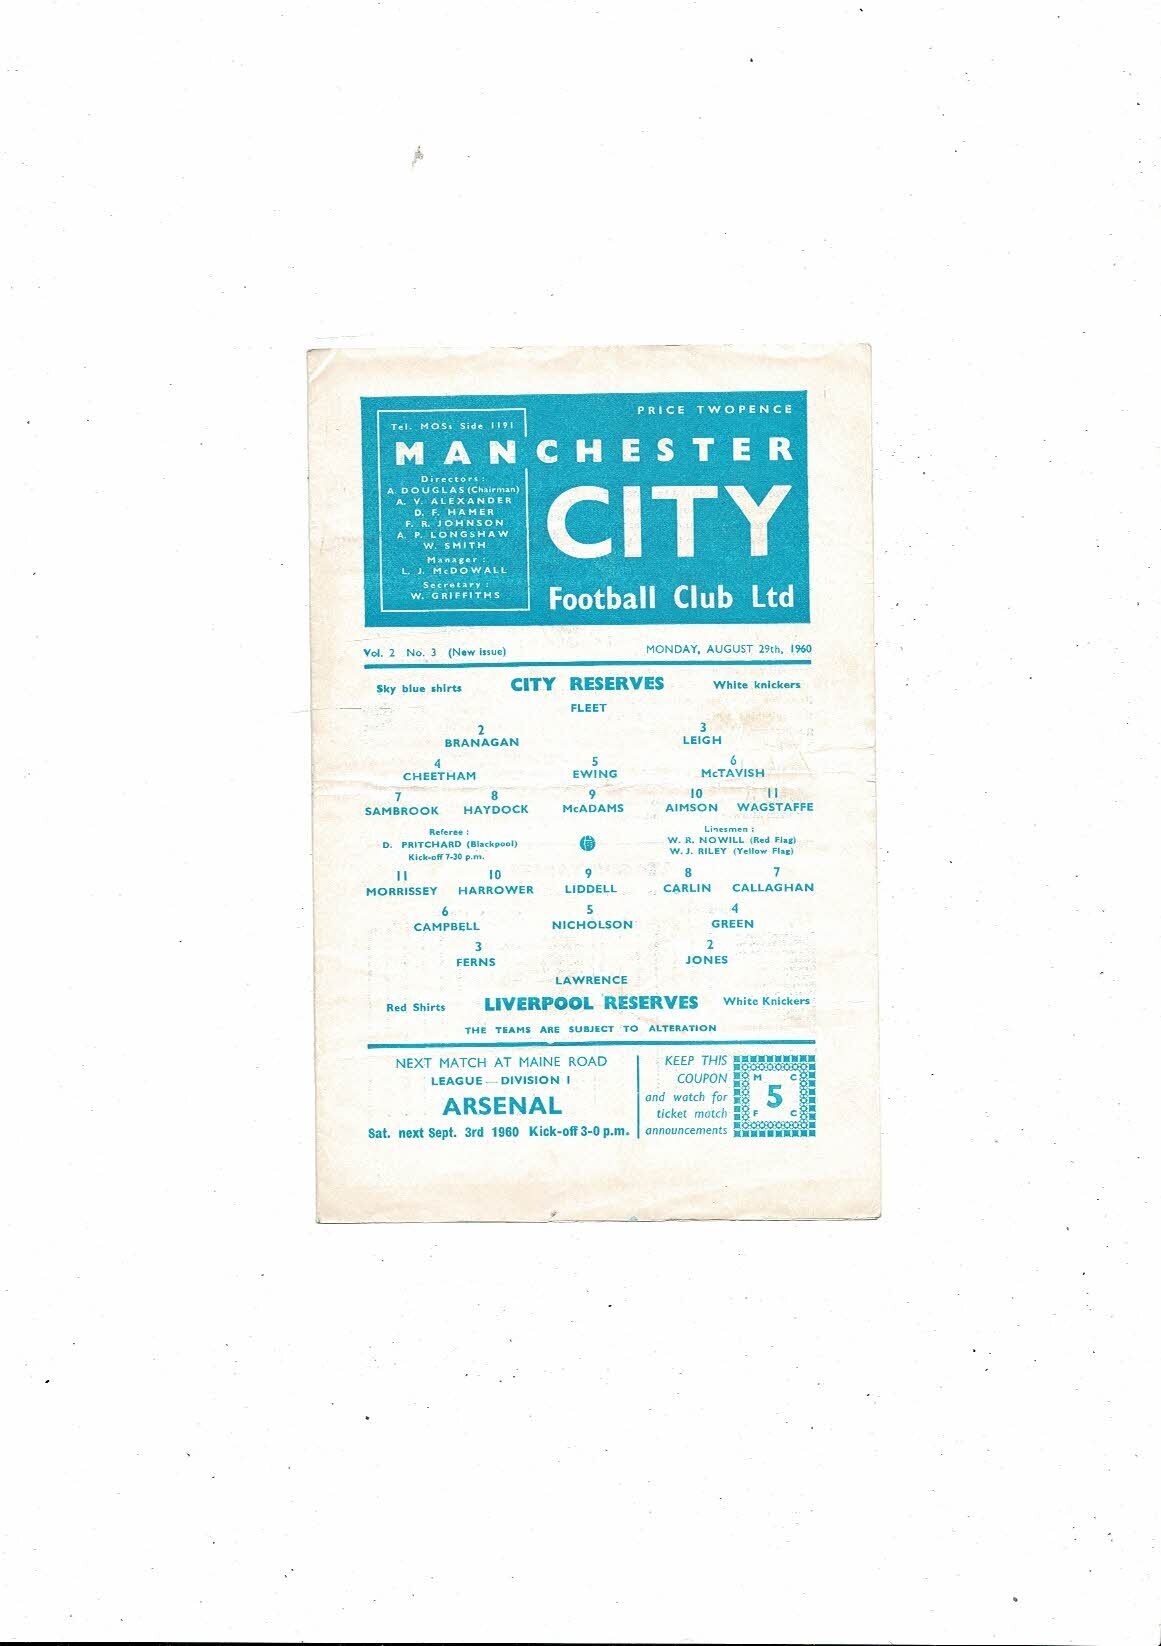 PRICE TWOPENCE
Tel. MOSs Side 1191
MANCHESTER
CITY
Football Club Ltd
Directors :
A. DOUGLAS (Chairman)
A. V. ALEXANDER
D. F. HAMER
F. R. JOHNSON
A. P. LONGSHAW
W. SMITH
Manager :
L. J. McDOWALL
Secretary :
W. GRIFFITHS
Vol. 2 No. 3 (New issue) MONDAY, AUGUST 29th, 1960
Sky blue shirts CITY RESERVES White knickers
FLEET
2 3
BRANAGAN LEIGH
4 5 6
CHEETHAM EWING McTAVISH
7 8 9 10 11
SAMBROOK HAYDOCK McADAMS AIMSON WAGSTAFFE
Referee :
D. PRITCHARD (Blackpool)
Kick-off 7-30 p.m.
Linesmen :
W. R. NOWILL (Red Flag)
W. J. RILEY (Yellow Flag)
11 10 9 8 7
MORRISSEY HARROWER LIDDELL CARLIN CALLAGHAN
6 5 4
CAMPBELL NICHOLSON GREEN
3 2
FERNS JONES
LAWRENCE
Red Shirts LIVERPOOL RESERVES White Knickers
THE TEAMS ARE SUBJECT TO ALTERATION
NEXT MATCH AT MAINE ROAD
LEAGUE—DIVISION I
ARSENAL
Sat. next Sept. 3rd 1960 Kick-off 3-0 p.m.
KEEP THIS
COUPON
and watch for
ticket match
announcements
M C
5
F C